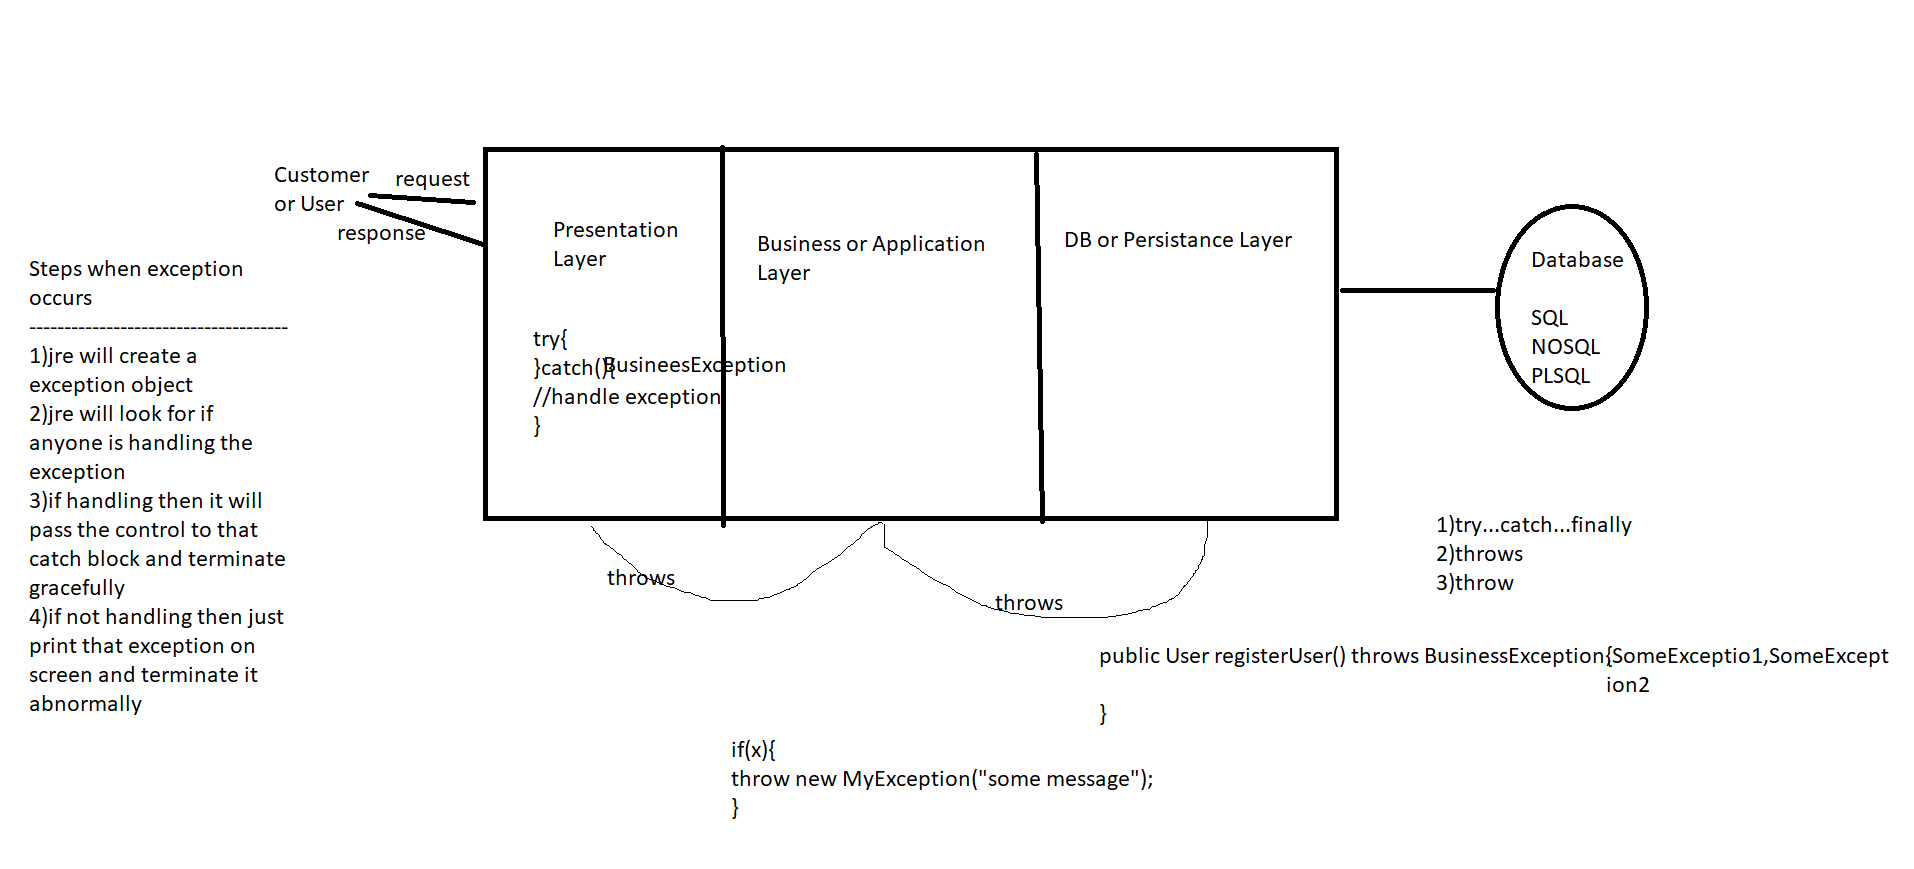 Customer
or User
request
response
Steps when exception
occurs
-------------------------------------
1)jre will create a
exception object
2)jre will look for if
anyone is handling the
exception
3)if handling then it will
pass the control to that
catch block and terminate
gracefully
4)if not handling then just
print that exception on
screen and terminate it
abnormally
Presentation
Layer
try{
}catch(){
BusineesException
//handle exception
}
Business or Application
Layer
DB or Persistance Layer
Database
SQL
NOSQL
PLSQL
throws
throws
1)try...catch...finally
2)throws
3)throw
public User registerUser() throws BusinessException{
SomeExceptio1,SomeExcept
ion2
}
if(x){
throw new MyException("some message");
}